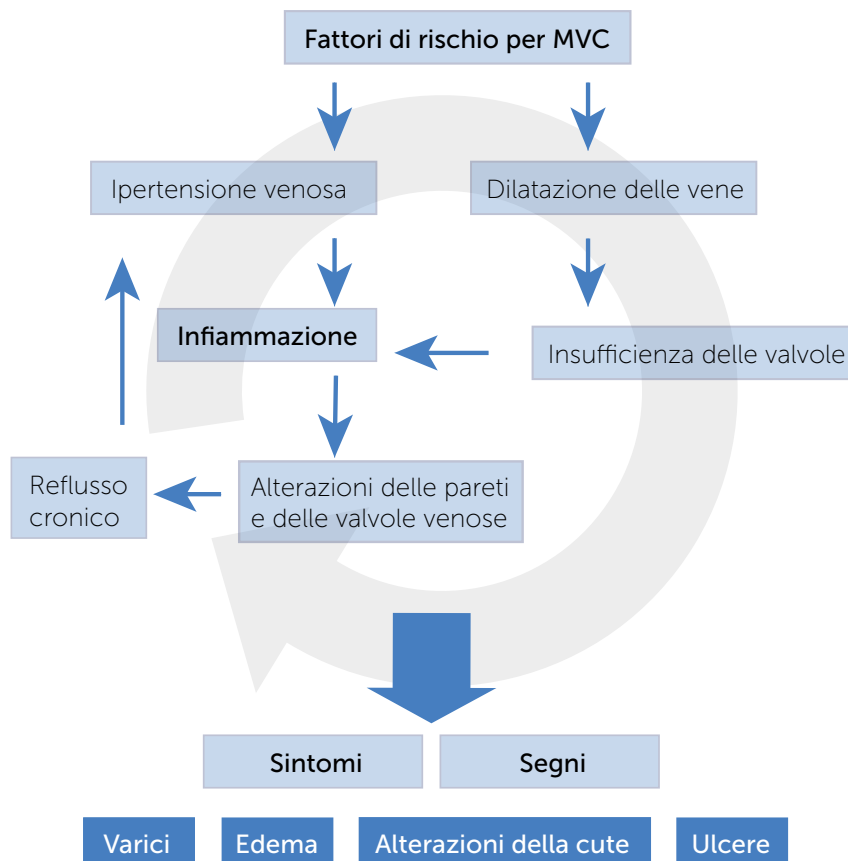 Fattori di rischio per MVC
Ipertensione venosa
Dilatazione delle vene
Infiammazione
Insufficienza delle valvole
Reflusso
cronico
Alterazioni delle pareti
e delle valvole venose
Sintomi
Segni
Varici
Edema
Alterazioni della cute
Ulcere